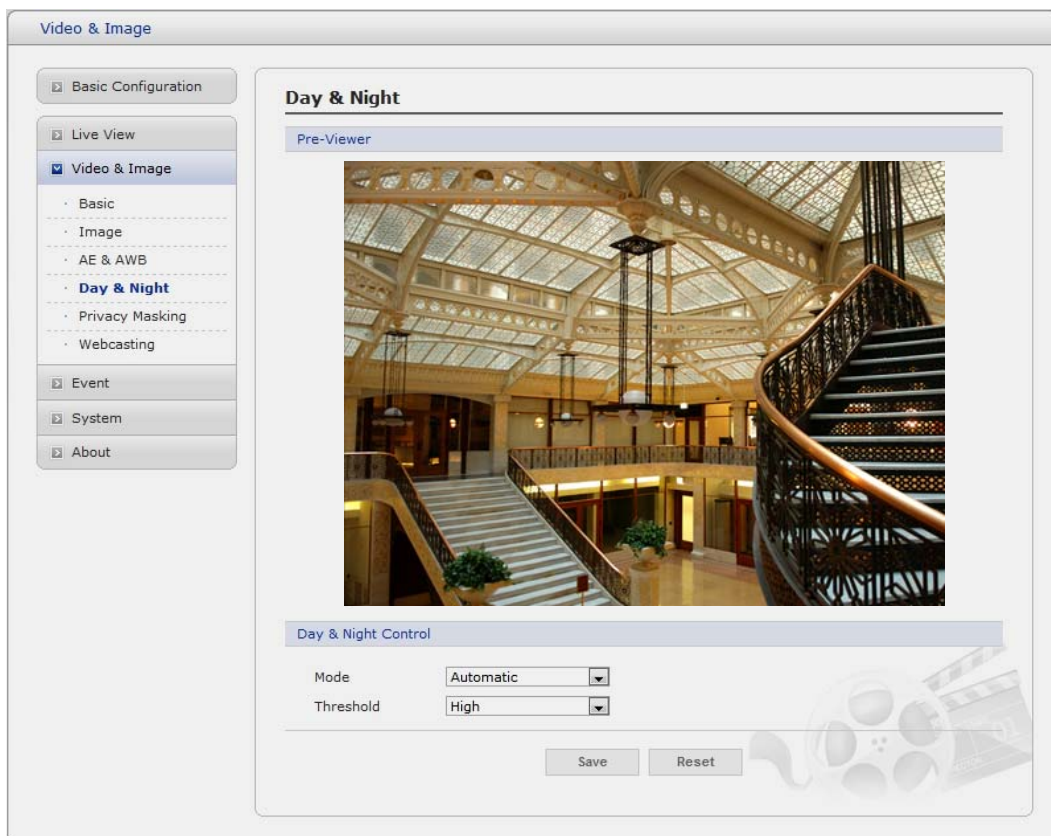 Video & Image
Basic Configuration
Live View
Video & Image
· Basic
· Image
· AE & AWB
· Day & Night
· Privacy Masking
· Webcasting
Event
System
About
Day & Night
Pre-Viewer
Day & Night Control
Mode Automatic
Threshold High
Save Reset